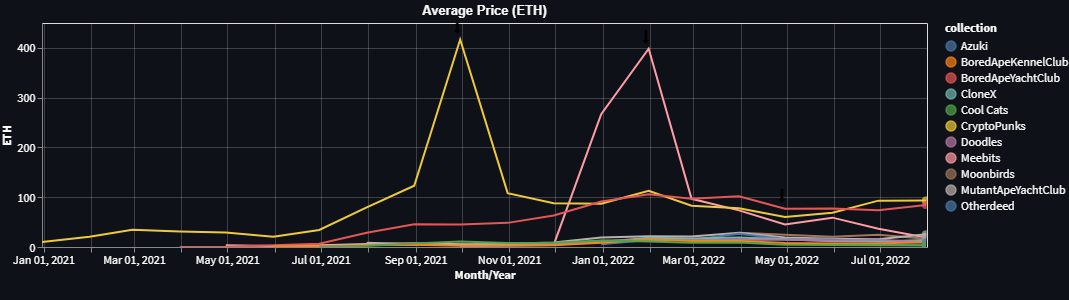 Average Price (ETH)
ETH
400
300
200
100
0
Jan 01, 2021
Mar 01, 2021
May 01, 2021
Jul 01, 2021
Sep 01, 2021
Nov 01, 2021
Jan 01, 2022
Mar 01, 2022
May 01, 2022
Jul 01, 2022
Month/Year
collection
Azuki
BoredApeKennelClub
BoredApeYachtClub
CloneX
Cool Cats
CryptoPunks
Doodles
Meebits
Moonbirds
MutantApeYachtClub
Otherdeed